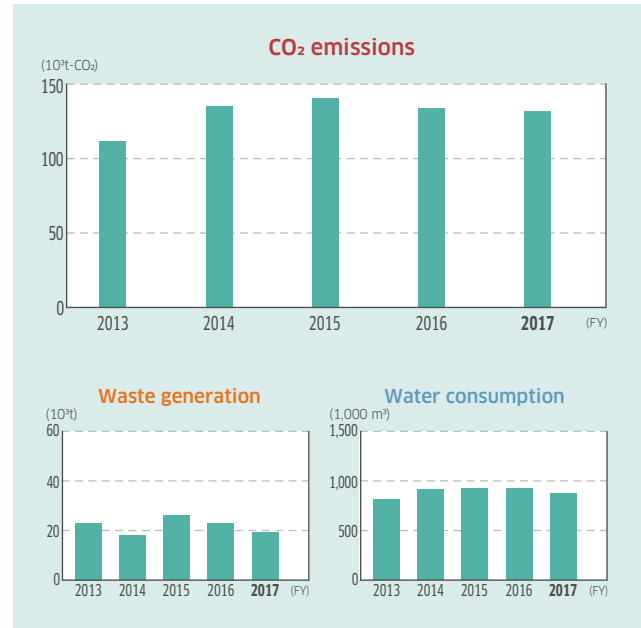 CO₂ emissions
(10³t-CO₂)
150
100
50
0
2013 2014 2015 2016 2017 (FY)
Waste generation
(10³t)
60
40
20
0
2013 2014 2015 2016 2017 (FY)
Water consumption
(1,000 m³)
1,500
1,000
500
0
2013 2014 2015 2016 2017 (FY)